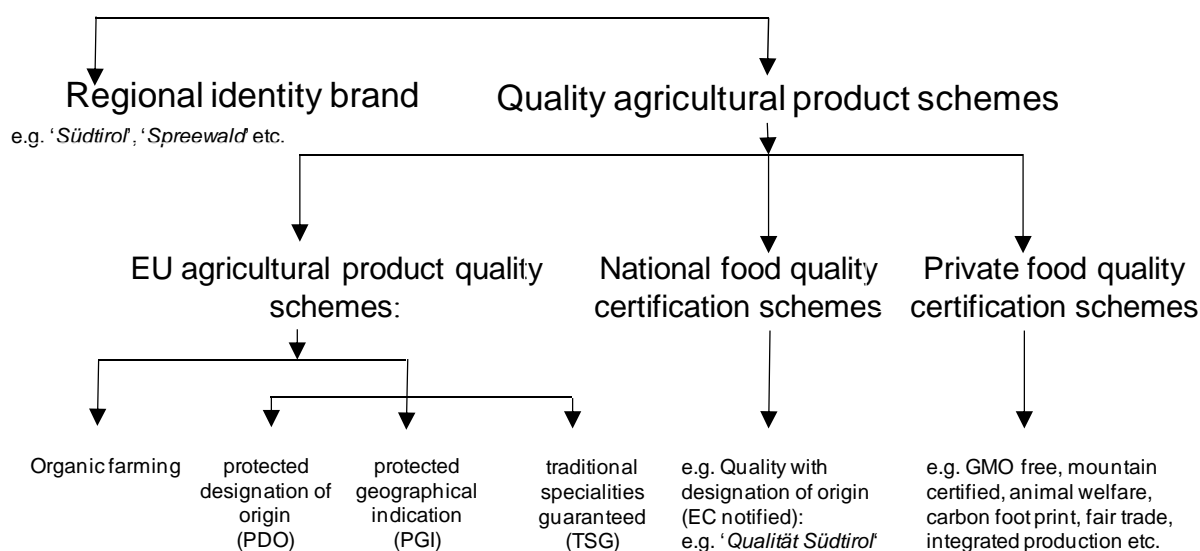 Regional identity brand
e.g. ‘Südtirol’, ‘Spreewald’ etc.
Quality agricultural product schemes
EU agricultural product quality
schemes:
National food quality
certification schemes
Private food quality
certification schemes
Organic farming
protected
designation of
origin
(PDO)
protected
geographical
indication
(PGI)
traditional
specialities
guaranteed
(TSG)
e.g. Quality with
designation of origin
(EC notified):
e.g. ‘Qualität Südtirol‘
e.g. GMO free, mountain
certified, animal welfare,
carbon foot print, fair trade,
integrated production etc.